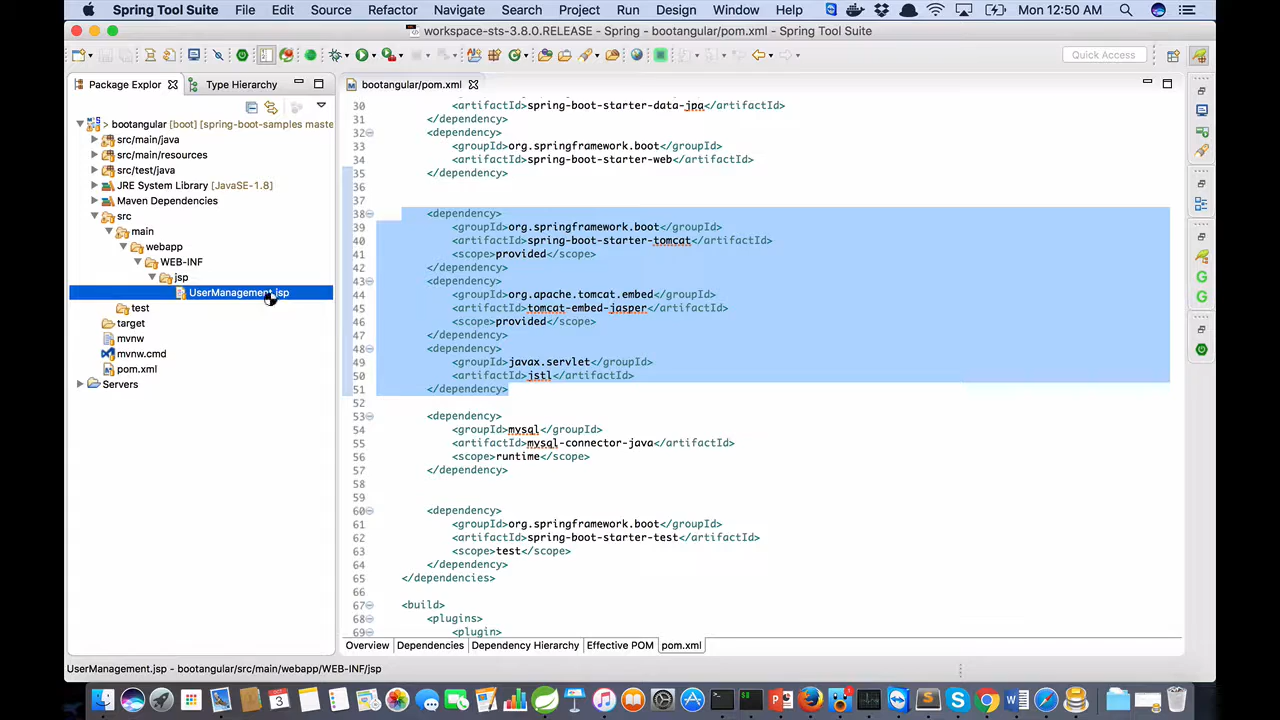 Spring Tool Suite File Edit Source Refactor Navigate Search Project Run Design Window Help Mon 12:50 AM
workspace-sts-3.8.0.RELEASE - Spring - bootangular/pom.xml - Spring Tool Suite
Quick Access
Package Explor Type Hierarchy
bootangular/pom.xml
> bootangular [boot] [spring-boot-samples maste
src/main/java
src/main/resources
src/test/java
JRE System Library [JavaSE-1.8]
Maven Dependencies
src
main
webapp
WEB-INF
jsp
UserManagement.jsp
test
target
mvnw
mvnw.cmd
pom.xml
Servers
30 <artifactId>spring-boot-starter-data-jpa</artifactId>
31 </dependency>
32 <dependency>
33 <groupId>org.springframework.boot</groupId>
34 <artifactId>spring-boot-starter-web</artifactId>
35 </dependency>
36
37
38 <dependency>
39 <groupId>org.springframework.boot</groupId>
40 <artifactId>spring-boot-starter-tomcat</artifactId>
41 <scope>provided</scope>
42 </dependency>
43 <dependency>
44 <groupId>org.apache.tomcat.embed</groupId>
45 <artifactId>tomcat-embed-jasper</artifactId>
46 <scope>provided</scope>
47 </dependency>
48 <dependency>
49 <groupId>javax.servlet</groupId>
50 <artifactId>jstl</artifactId>
51 </dependency>
52
53 <dependency>
54 <groupId>mysql</groupId>
55 <artifactId>mysql-connector-java</artifactId>
56 <scope>runtime</scope>
57 </dependency>
58
59
60 <dependency>
61 <groupId>org.springframework.boot</groupId>
62 <artifactId>spring-boot-starter-test</artifactId>
63 <scope>test</scope>
64 </dependency>
65 </dependencies>
66
67 <build>
68 <plugins>
69 <plugin>
Overview Dependencies Dependency Hierarchy Effective POM pom.xml
UserManagement.jsp - bootangular/src/main/webapp/WEB-INF/jsp